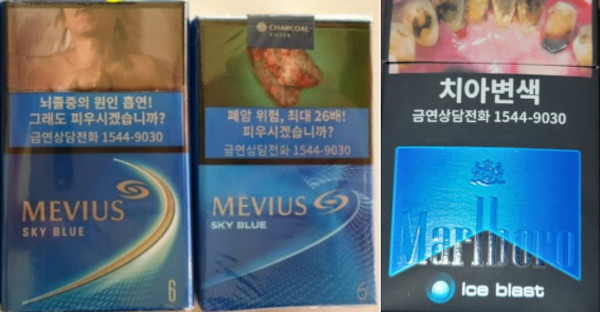 뇌졸중의 원인 흡연!
그래도 피우시겠습니까?
금연상담전화 1544-9030
MEVIUS
SKY BLUE
6
CHARCOAL
FILTER
폐암 위험, 최대 26배!
피우시겠습니까?
금연상담전화 1544-9030
MEVIUS
SKY BLUE
6
치아변색
금연상담전화 1544-9030
Marlboro
ice blast